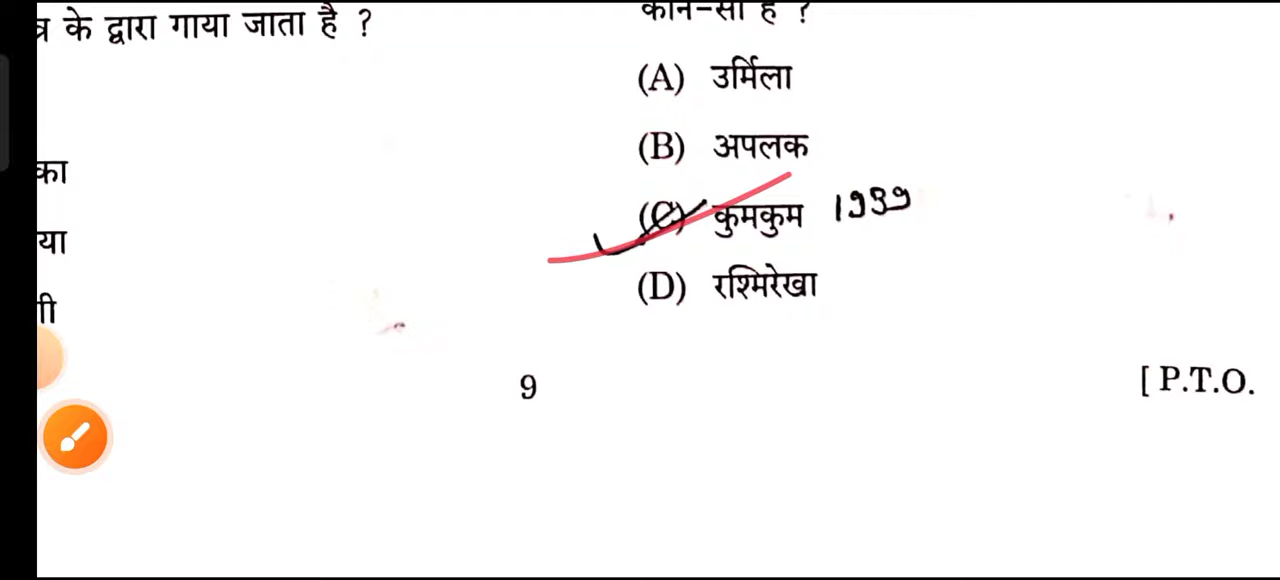 त्र के द्वारा गाया जाता है ?
का
या
गी
कौन-सी है ?
(A) उर्मिला
(B) अपलक
(C) कुमकुम 1939
(D) रश्मिरेखा
9
[ P.T.O.